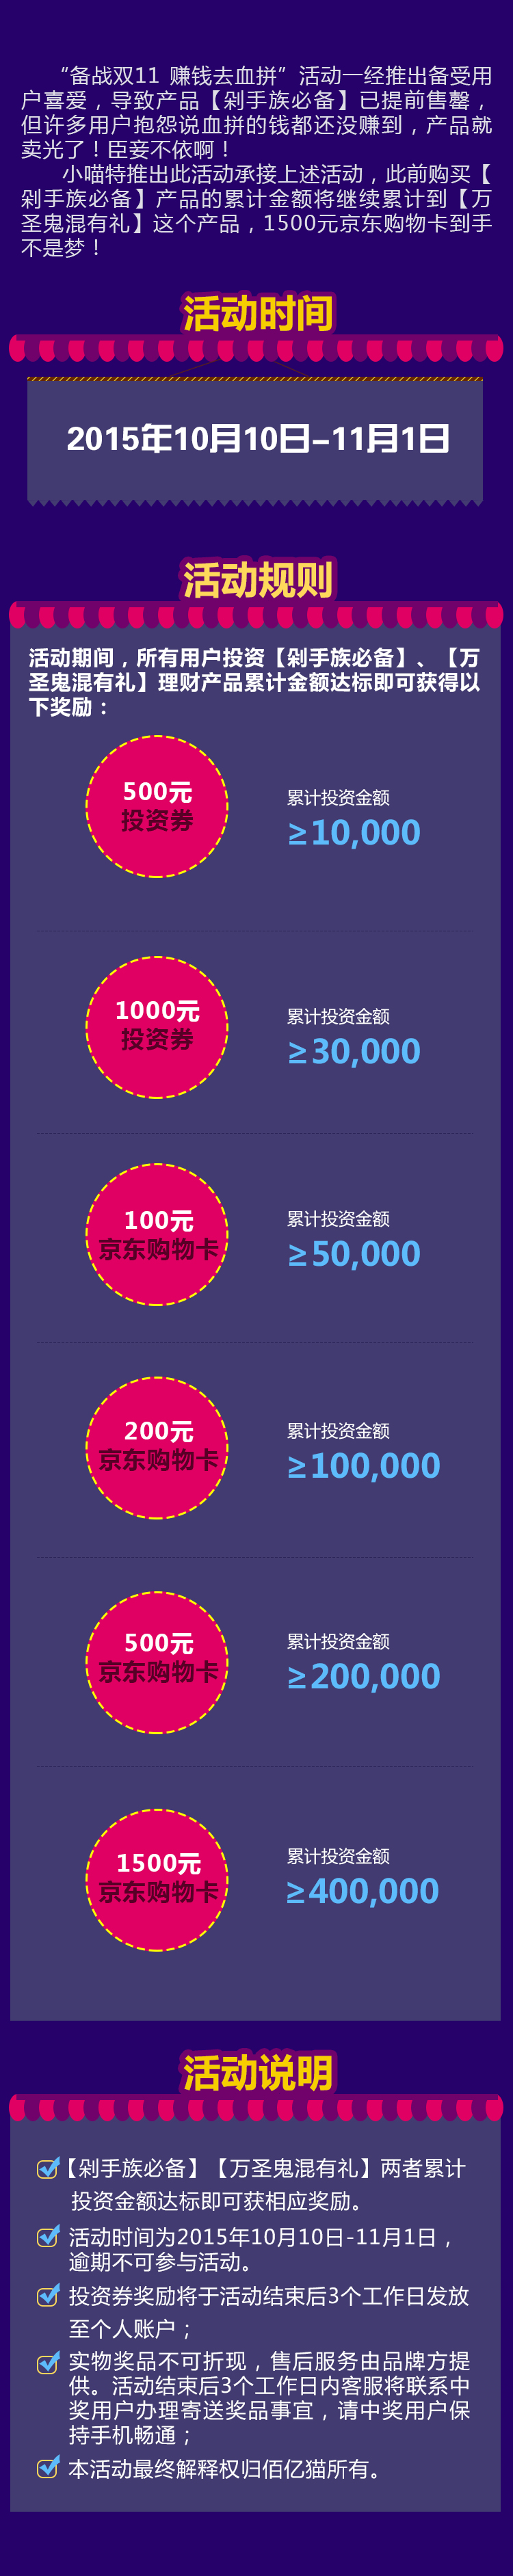 “备战双11 赚钱去血拼”活动一经推出备受用
户喜爱，导致产品【剁手族必备】已提前售罄，
但许多用户抱怨说血拼的钱都还没赚到，产品就
卖光了！臣妾不依啊！
小喵特推出此活动承接上述活动，此前购买【
剁手族必备】产品的累计金额将继续累计到【万
圣鬼混有礼】这个产品，1500元京东购物卡到手
不是梦！
活动时间
2015年10月10日-11月1日
活动规则
活动期间，所有用户投资【剁手族必备】、【万
圣鬼混有礼】理财产品累计金额达标即可获得以
下奖励：
500元
投资券
累计投资金额
≥10,000
1000元
投资券
累计投资金额
≥30,000
100元
京东购物卡
累计投资金额
≥50,000
200元
京东购物卡
累计投资金额
≥100,000
500元
京东购物卡
累计投资金额
≥200,000
1500元
京东购物卡
累计投资金额
≥400,000
活动说明
【剁手族必备】【万圣鬼混有礼】两者累计
投资金额达标即可获相应奖励。
活动时间为2015年10月10日-11月1日，
逾期不可参与活动。
投资券奖励将于活动结束后3个工作日发放
至个人账户；
实物奖品不可折现，售后服务由品牌方提
供。活动结束后3个工作日内客服将联系中
奖用户办理寄送奖品事宜，请中奖用户保
持手机畅通；
本活动最终解释权归佰亿猫所有。